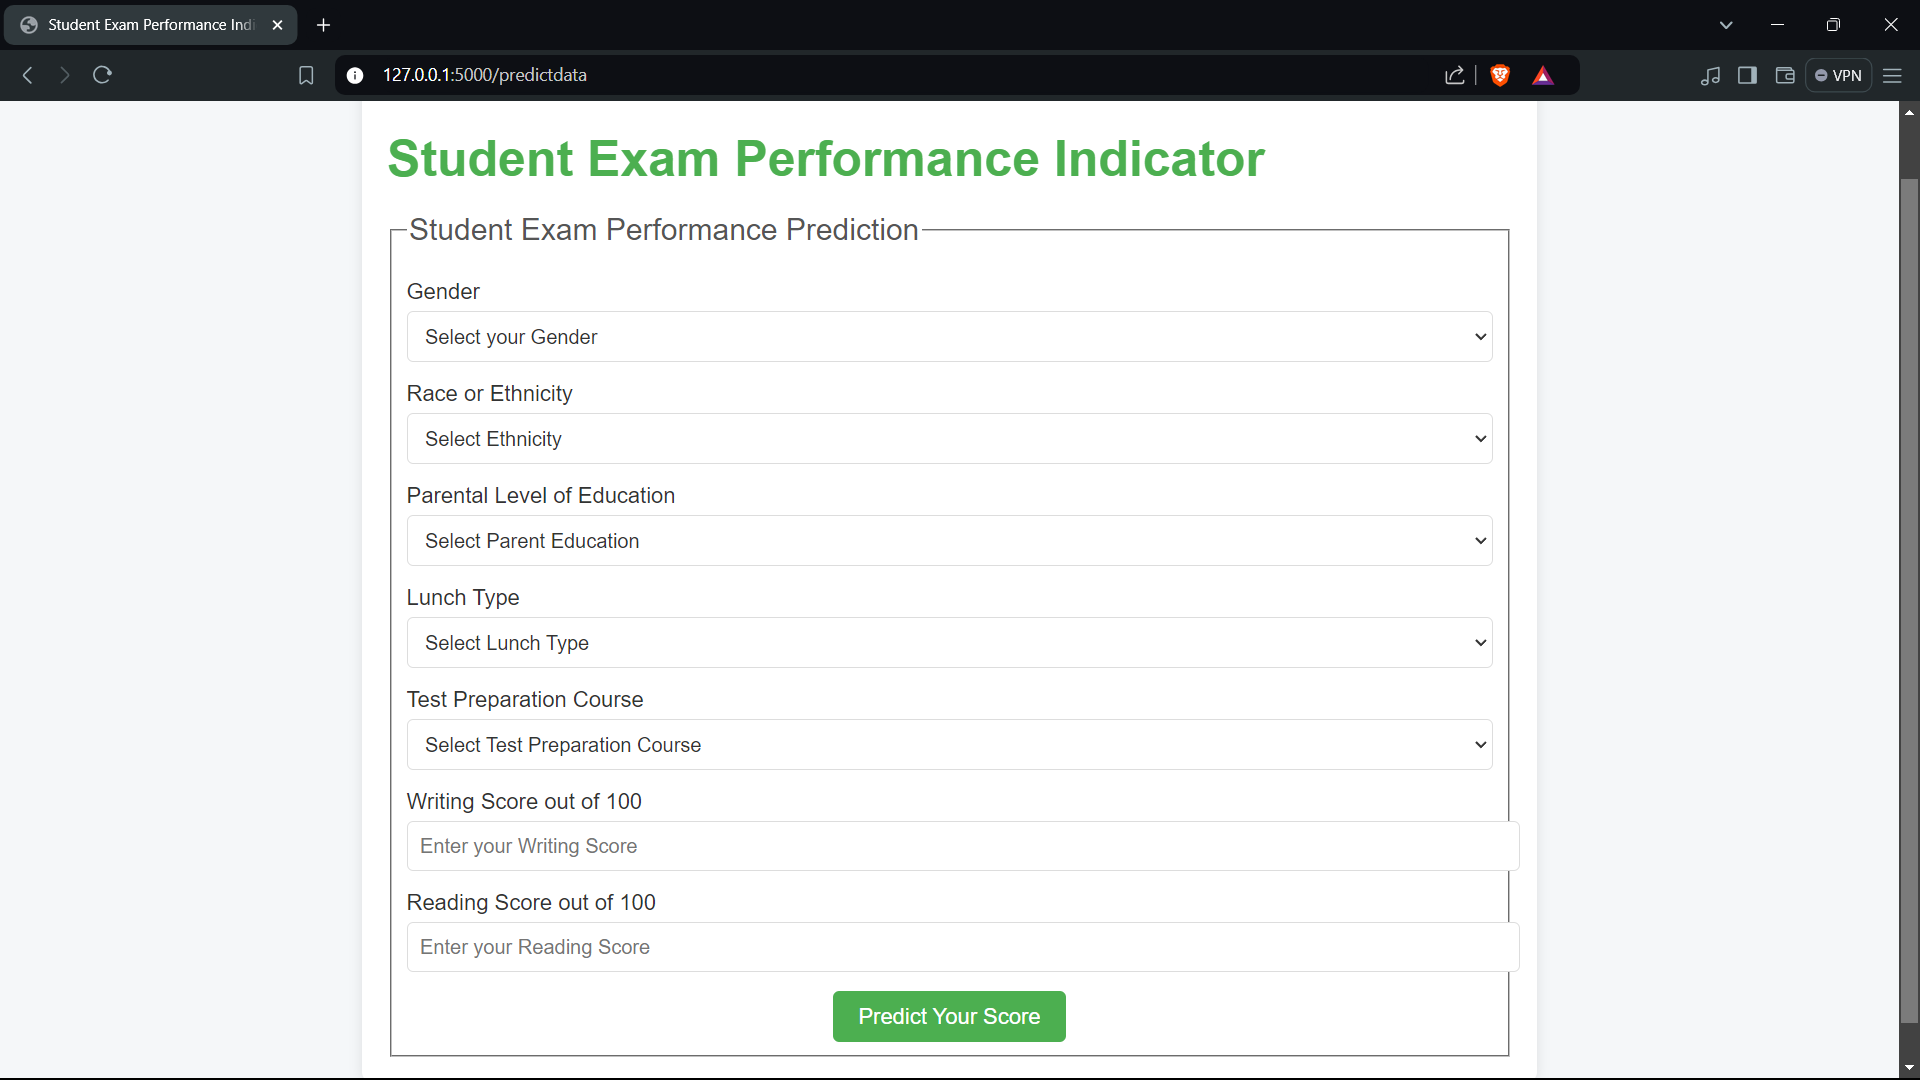 Student Exam Performance Indi
127.0.0.1:5000/predictdata
VPN
Student Exam Performance Indicator
Student Exam Performance Prediction
Gender
Select your Gender
Race or Ethnicity
Select Ethnicity
Parental Level of Education
Select Parent Education
Lunch Type
Select Lunch Type
Test Preparation Course
Select Test Preparation Course
Writing Score out of 100
Enter your Writing Score
Reading Score out of 100
Enter your Reading Score
Predict Your Score